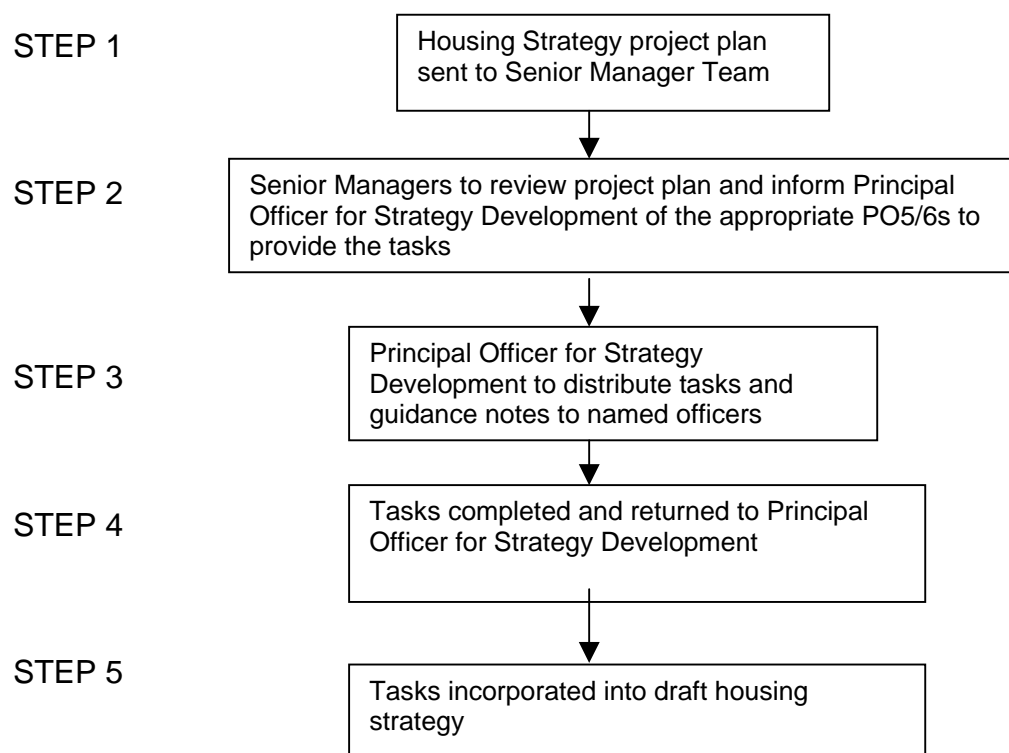 STEP 1
Housing Strategy project plan
sent to Senior Manager Team
STEP 2
Senior Managers to review project plan and inform Principal
Officer for Strategy Development of the appropriate PO5/6s to
provide the tasks
STEP 3
Principal Officer for Strategy
Development to distribute tasks and
guidance notes to named officers
STEP 4
Tasks completed and returned to Principal
Officer for Strategy Development
STEP 5
Tasks incorporated into draft housing
strategy